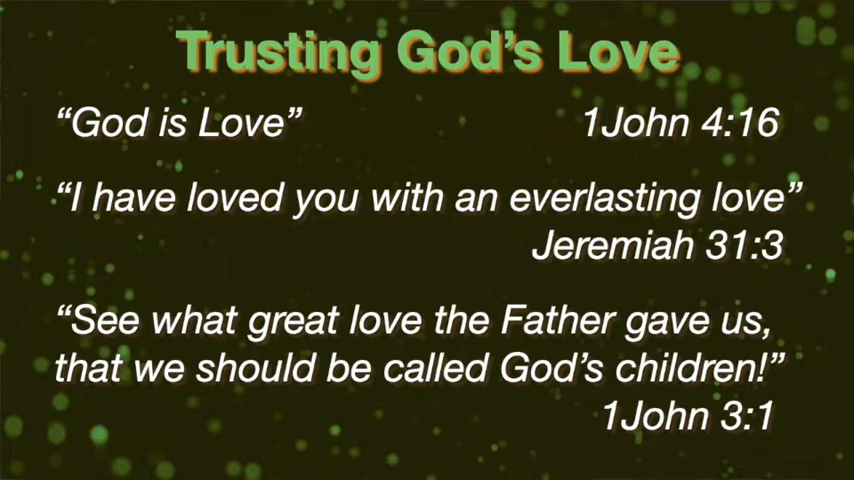 Trusting God's Love
“God is Love” 1John 4:16
“I have loved you with an everlasting love”
Jeremiah 31:3
“See what great love the Father gave us,
that we should be called God's children!”
1John 3:1